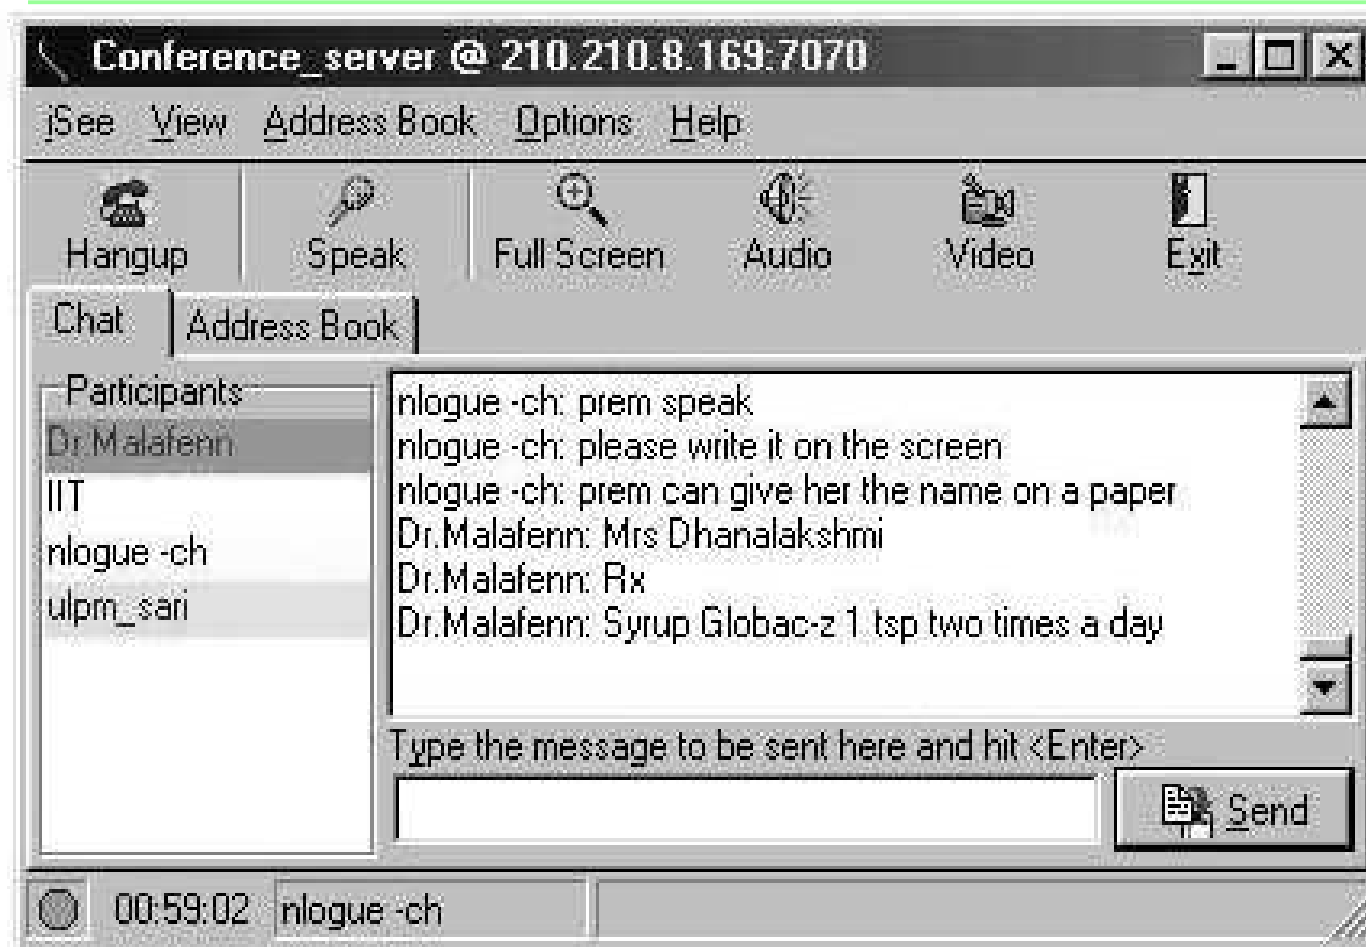 Conference_server @ 210.210.8.169:7070
iSee View Address Book Options Help
Hangup Speak Full Screen Audio Video Exit
Chat Address Book
Participants
Dr.Malafenn
IIT
nlogue -ch
ulpm_sari
nlogue -ch: prem speak
nlogue -ch: please write it on the screen
nlogue -ch: prem can give her the name on a paper
Dr.Malafenn: Mrs Dhanalakshmi
Dr.Malafenn: Rx
Dr.Malafenn: Syrup Globac-z 1 tsp two times a day
Type the message to be sent here and hit <Enter>
Send
00:59:02 nlogue -ch